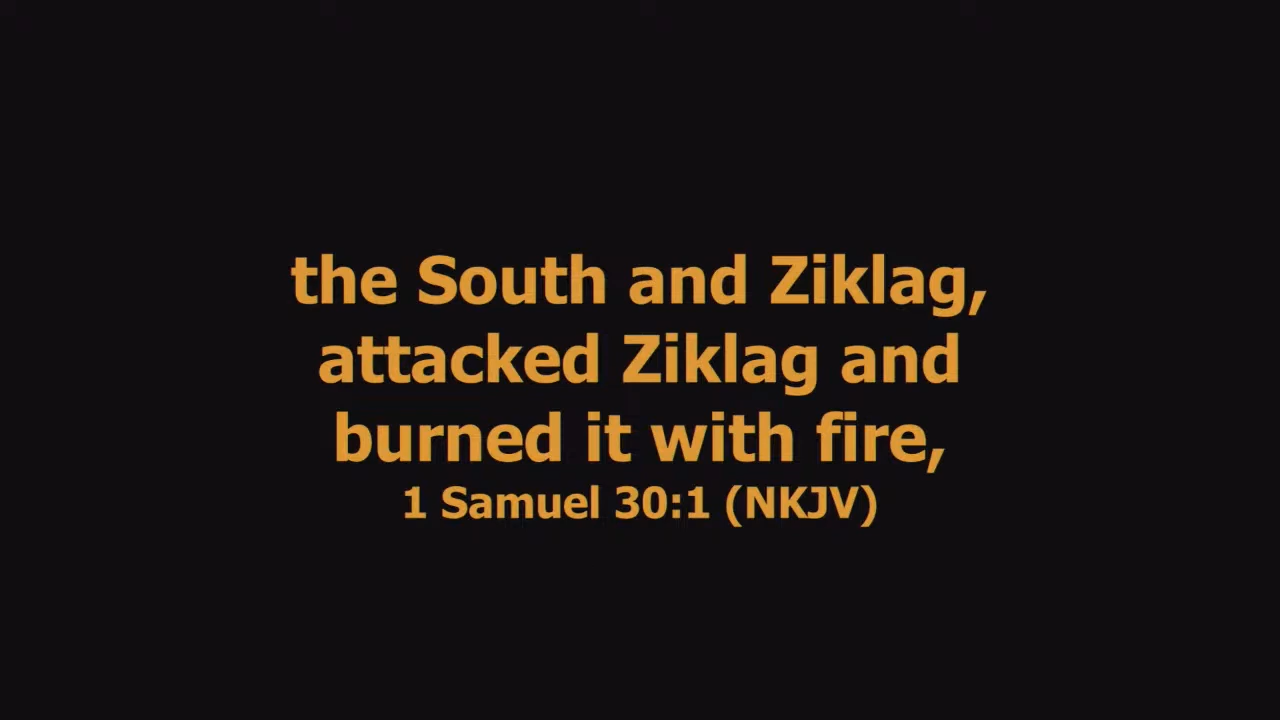 the South and Ziklag,
attacked Ziklag and
burned it with fire,
1 Samuel 30:1 (NKJV)